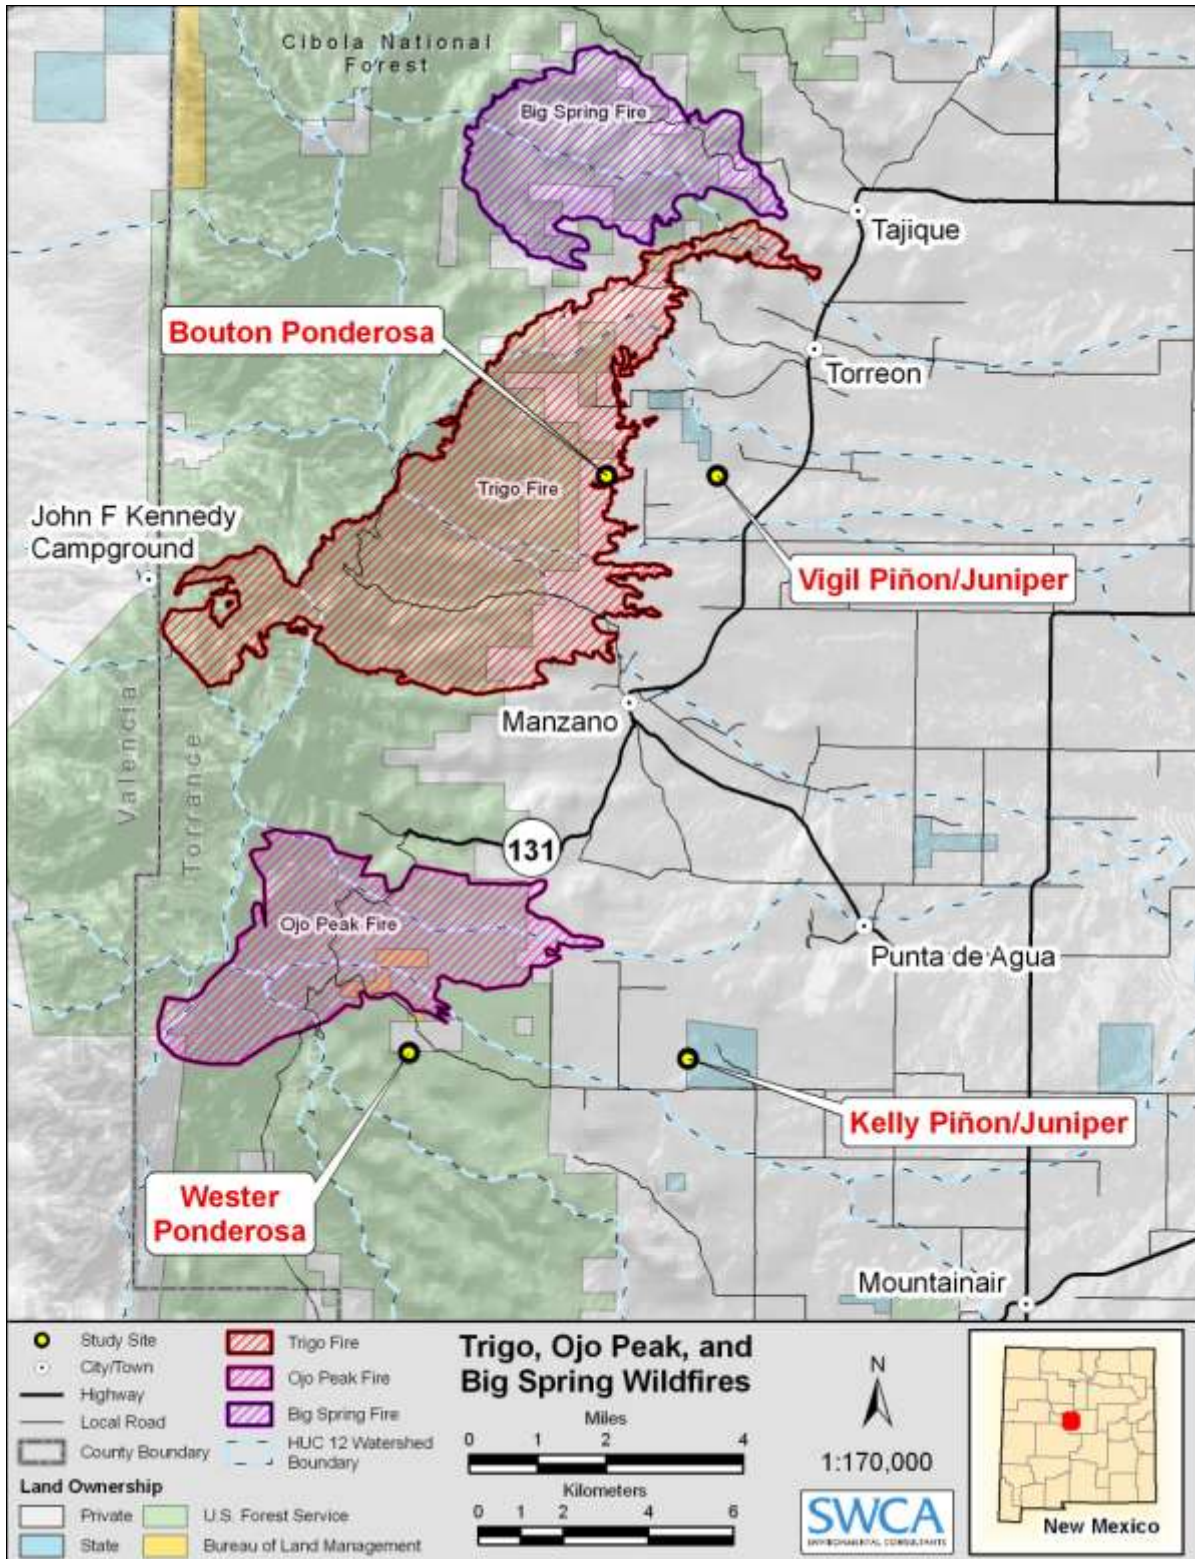 Cibola National
Forest
Big Spring Fire
Tajique
Bouton Ponderosa
Torreon
Trigo Fire
John F Kennedy
Campground
Vigil Piñon/Juniper
Valencia
Torrance
Manzano
131
Ojo Peak Fire
Punta de Agua
Kelly Piñon/Juniper
Wester
Ponderosa
Mountainair
Study Site
City/Town
Highway
Local Road
County Boundary
Trigo Fire
Ojo Peak Fire
Big Spring Fire
HUC 12 Watershed
Boundary
Land Ownership
Private
U.S. Forest Service
State
Bureau of Land Management
Trigo, Ojo Peak, and
Big Spring Wildfires
Miles
0 1 2 4
Kilometers
0 1 2 4 6
N
1:170,000
SWCA
ENVIRONMENTAL CONSULTANTS
New Mexico